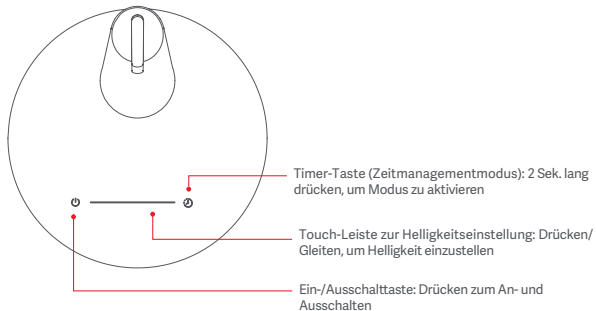 Timer-Taste (Zeitmanagementmodus): 2 Sek. lang
drücken, um Modus zu aktivieren
Touch-Leiste zur Helligkeitseinstellung: Drücken/
Gleiten, um Helligkeit einzustellen
Ein-/Ausschalttaste: Drücken zum An- und
Ausschalten